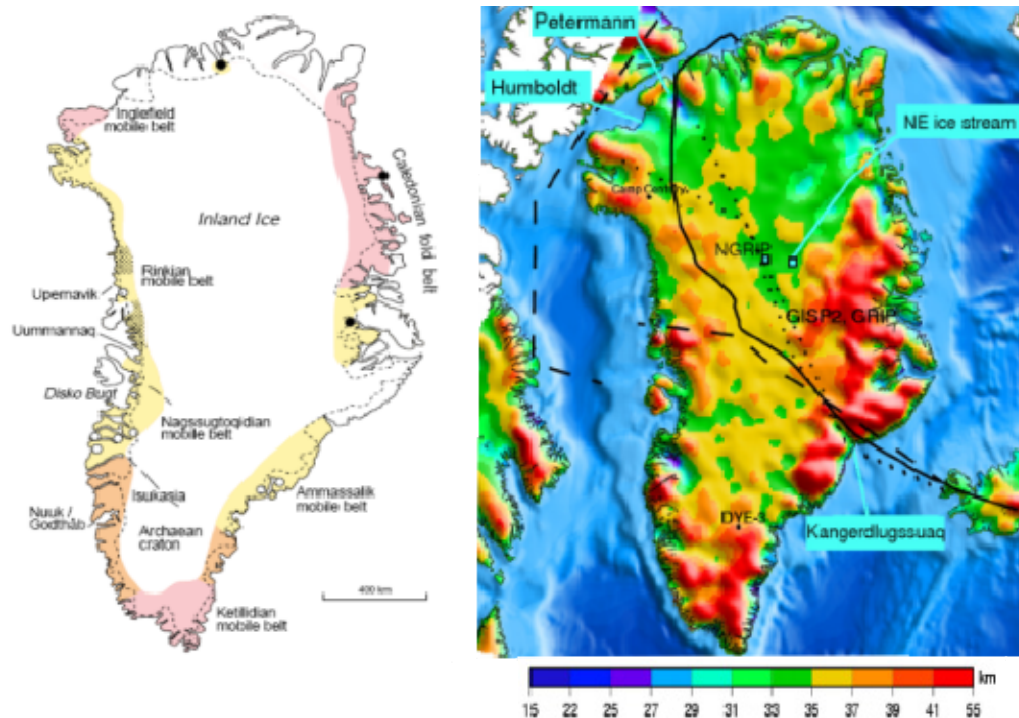 Inglefield
mobile belt
Caledonian fold belt
Inland Ice
Rinkian
mobile belt
Upernavik
Uummannaq
Disko Bugt
Nagssugtoqidian
mobile belt
Isukasia
Nuuk /
Godthåb
Archaean
craton
Ammassalik
mobile belt
400 km
Ketilidian
mobile belt
Petermann
Humboldt
NE ice stream
Camp Century
NGRIP
GISP2, GRIP
DYE-3
Kangerdlugssuaq
km
15 22 25 27 29 31 33 35 37 39 41 55